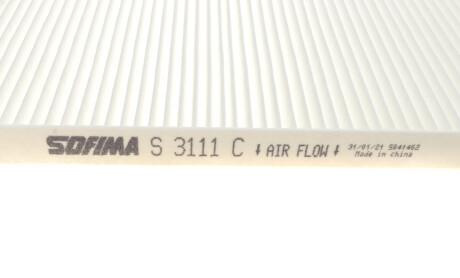 SOFIMA S 3111 C ↓ AIR FLOW ↓ 31/01/21 5841462
Made in China